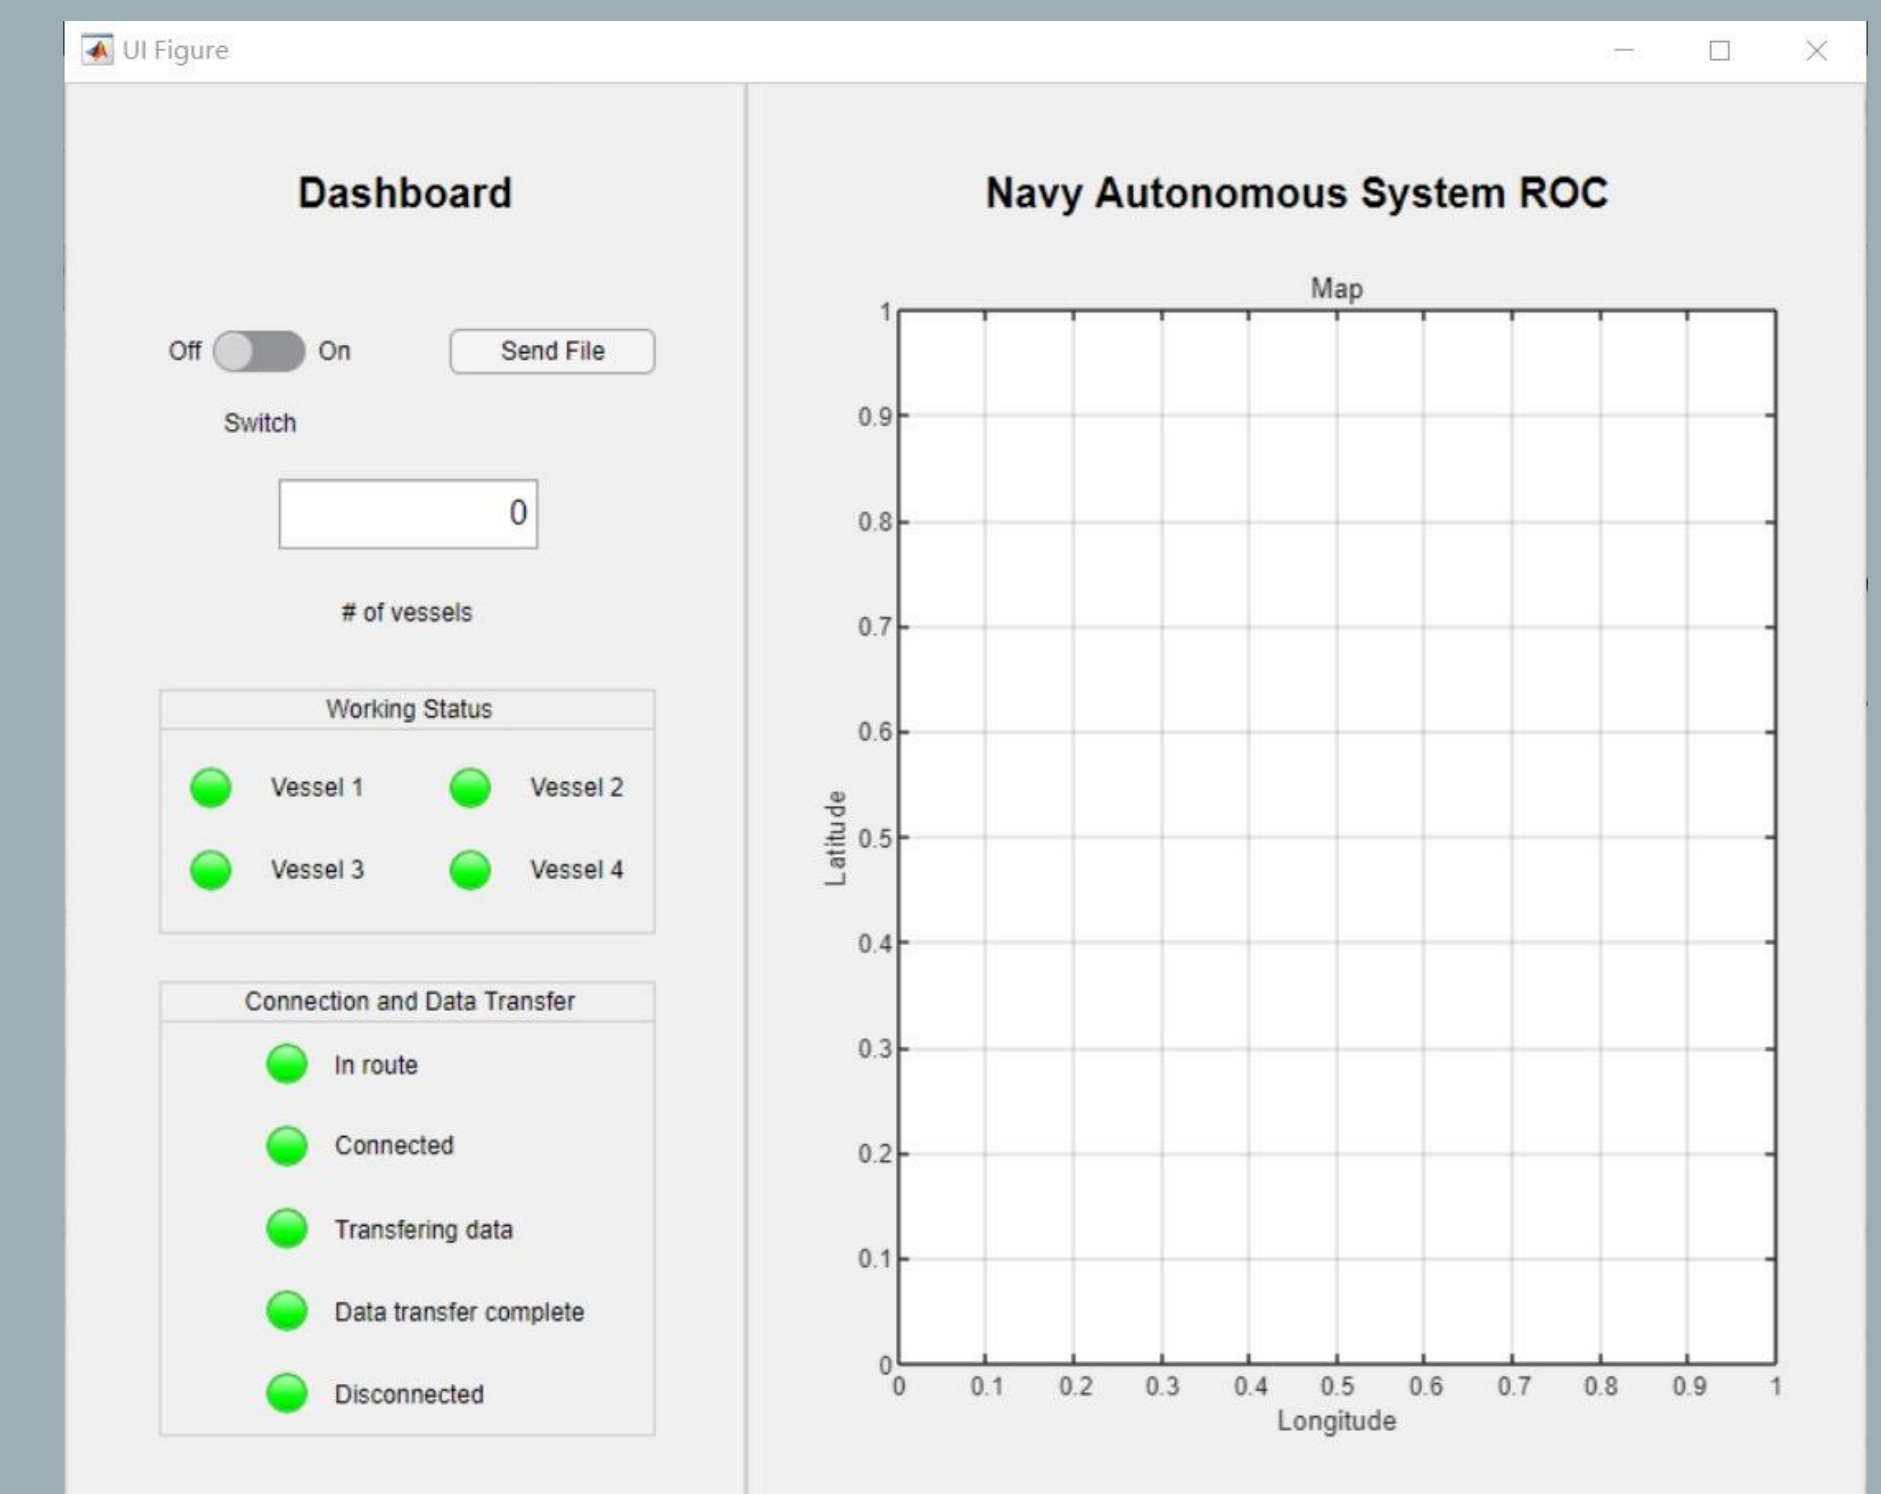 UI Figure
Dashboard
Off On Send File
Switch
0
# of vessels
Working Status
Vessel 1 Vessel 2
Vessel 3 Vessel 4
Connection and Data Transfer
In route
Connected
Transfering data
Data transfer complete
Disconnected
Navy Autonomous System ROC
Map
1
0.9
0.8
0.7
0.6
0.5
0.4
0.3
0.2
0.1
0
Latitude
0 0.1 0.2 0.3 0.4 0.5 0.6 0.7 0.8 0.9 1
Longitude